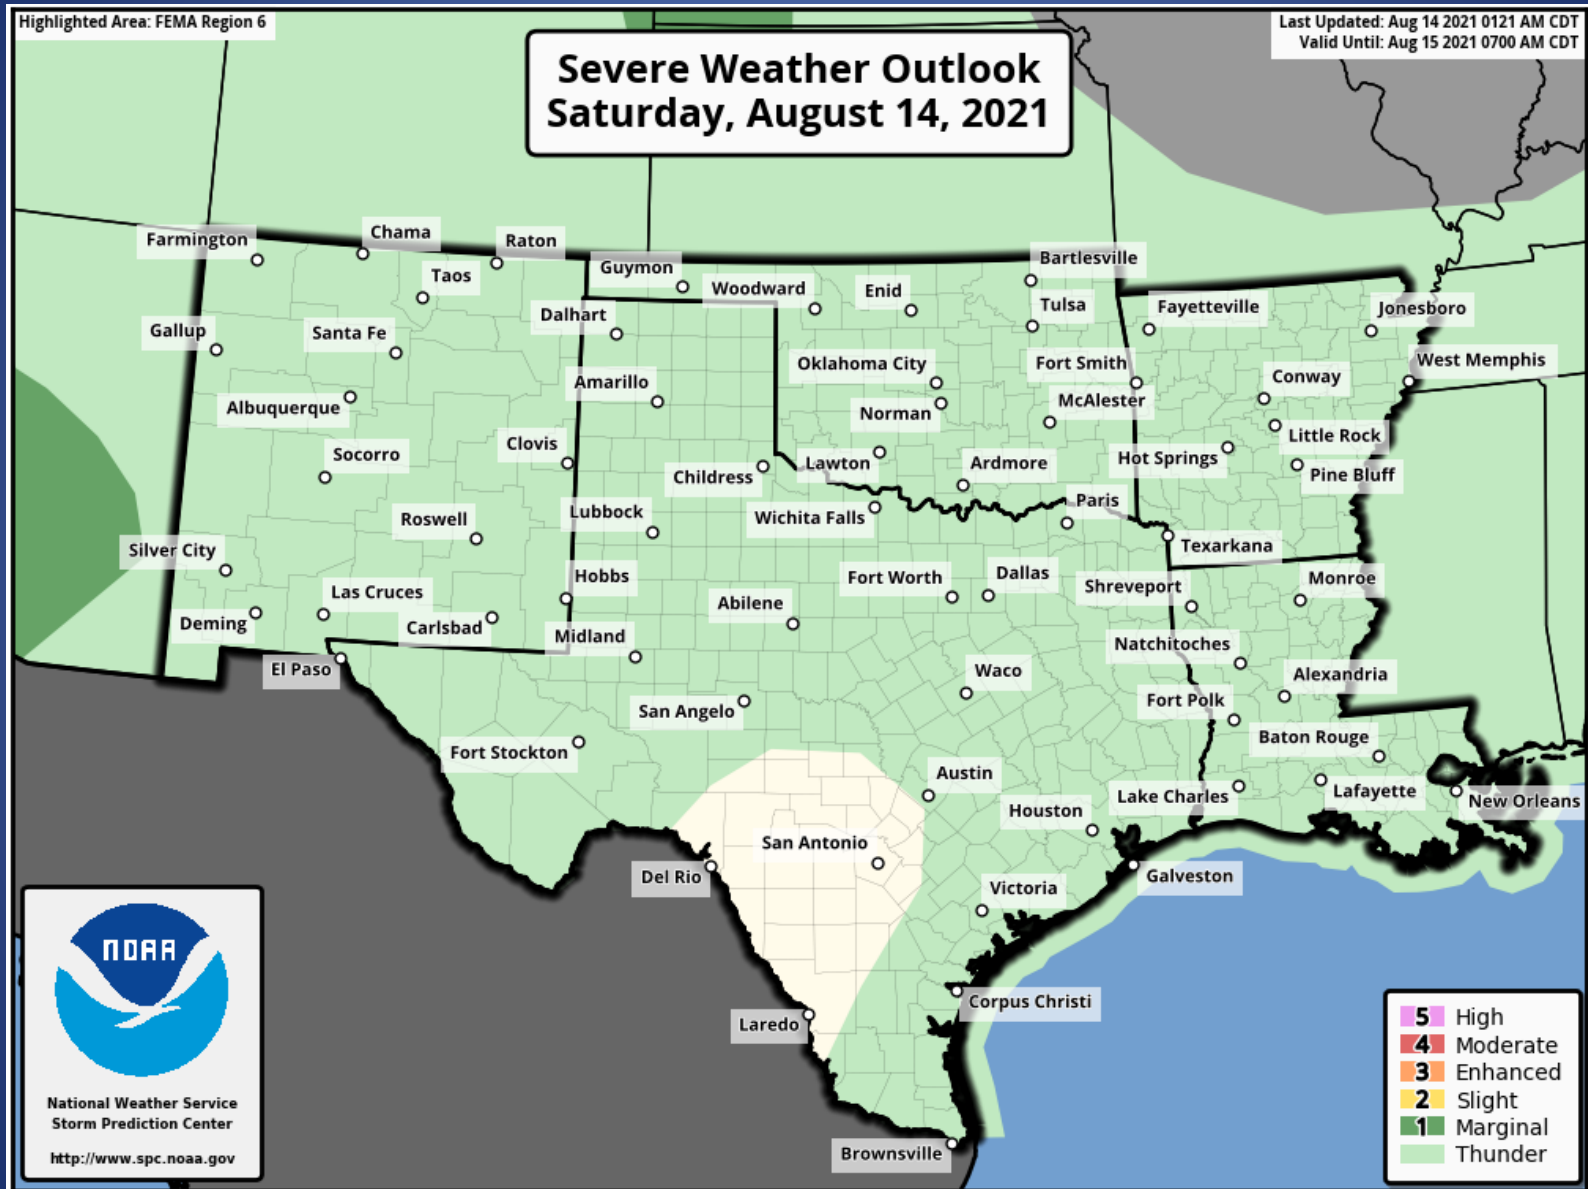 Highlighted Area: FEMA Region 6
Last Updated: Aug 14 2021 0121 AM CDT
Valid Until: Aug 15 2021 0700 AM CDT
Severe Weather Outlook
Saturday, August 14, 2021
Farmington
Chama
Raton
Taos
Guymon
Woodward
Enid
Bartlesville
Tulsa
Fayetteville
Jonesboro
Gallup
Santa Fe
Dalhart
Oklahoma City
Fort Smith
West Memphis
Albuquerque
Amarillo
Norman
McAlester
Conway
Socorro
Clovis
Childress
Lawton
Ardmore
Hot Springs
Little Rock
Pine Bluff
Roswell
Lubbock
Wichita Falls
Paris
Texarkana
Silver City
Hobbs
Fort Worth
Dallas
Shreveport
Monroe
Las Cruces
Deming
Carlsbad
Midland
Abilene
Natchitoches
El Paso
Waco
Alexandria
San Angelo
Fort Polk
Fort Stockton
Baton Rouge
Austin
Houston
Lake Charles
Lafayette
New Orleans
San Antonio
Del Rio
Victoria
Galveston
Corpus Christi
Laredo
Brownsville
NOAA
National Weather Service
Storm Prediction Center
http://www.spc.noaa.gov
5 High
4 Moderate
3 Enhanced
2 Slight
1 Marginal
Thunder